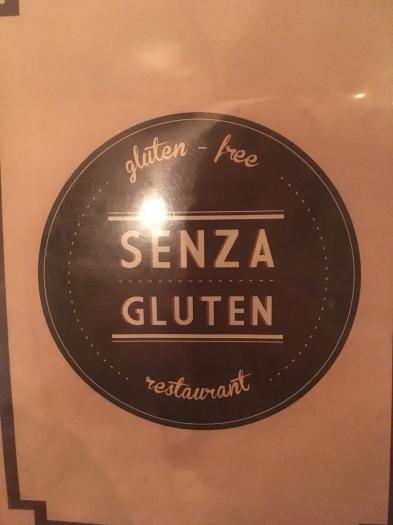 gluten - free
SENZA
GLUTEN
restaurant